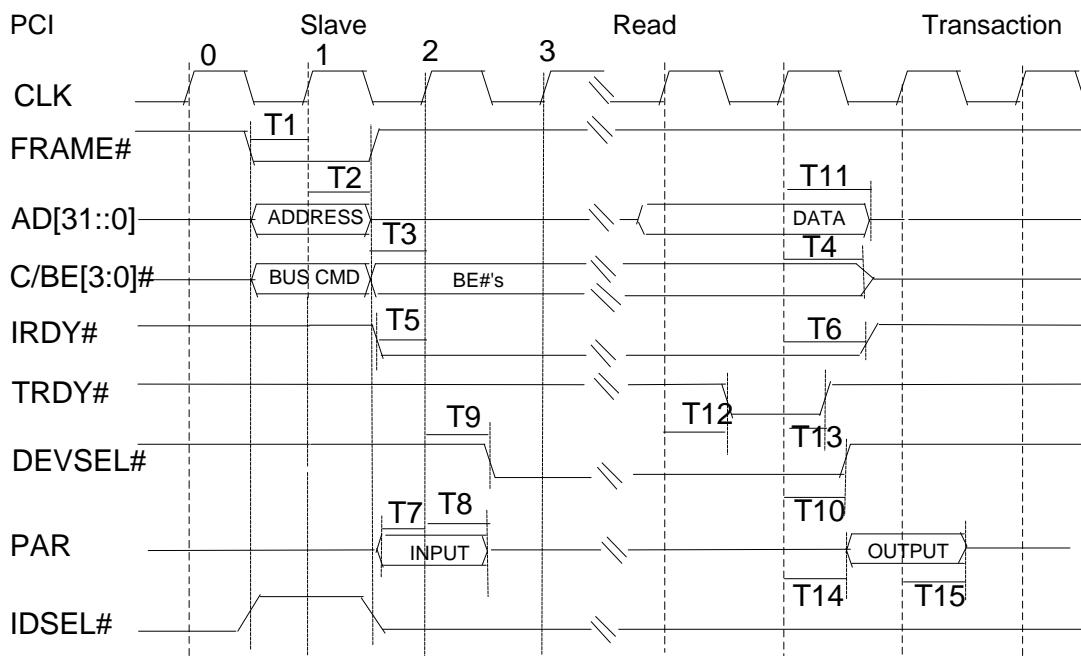 PCI Slave Read Transaction
0 1 2 3
CLK
T1
FRAME#
T2 T11
AD[31::0] ADDRESS DATA
T3 T4
C/BE[3:0]# BUS CMD BE#'s
T5 T6
IRDY#
TRDY#
T9 T12 T13
DEVSEL#
T7 T8 T10
PAR INPUT OUTPUT
T14 T15
IDSEL#